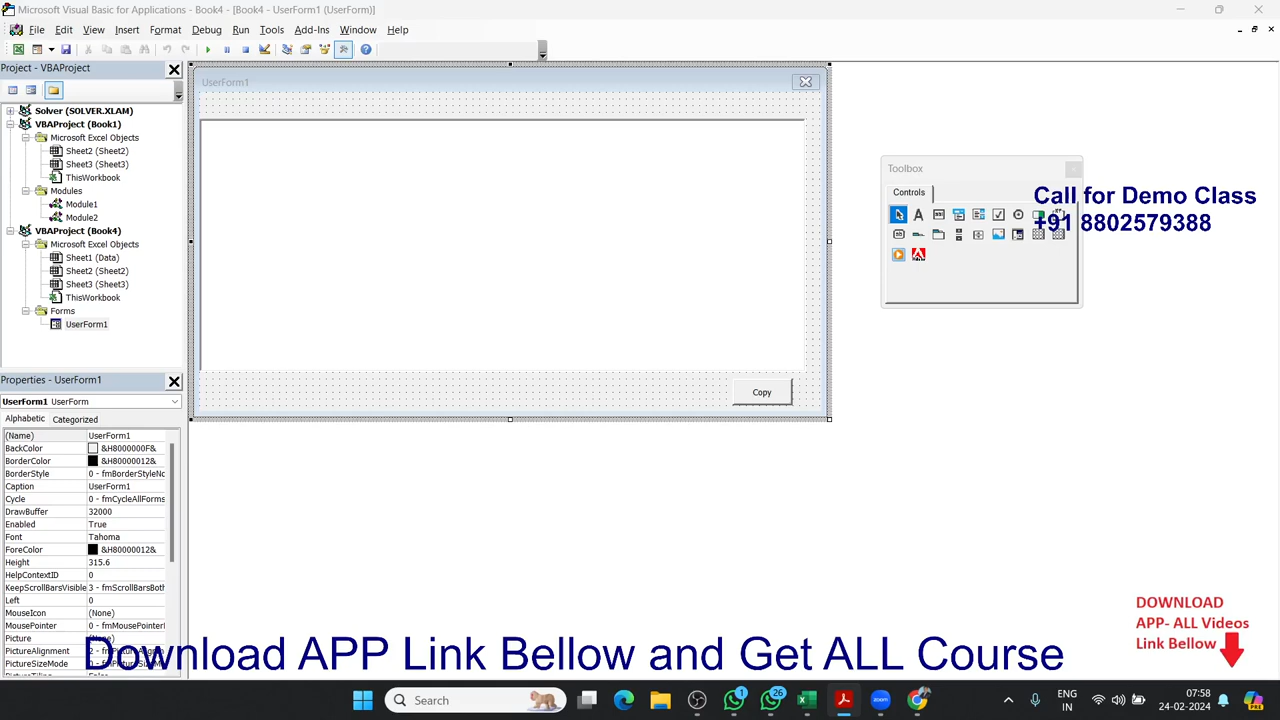 Microsoft Visual Basic for Applications - Book4 - [Book4 - UserForm1 (UserForm)]
File Edit View Insert Format Debug Run Tools Add-Ins Window Help
Project - VBAProject
Solver (SOLVER.XLAM)
VBAProject (Book1)
Microsoft Excel Objects
Sheet2 (Sheet2)
Sheet3 (Sheet3)
ThisWorkbook
Modules
Module1
Module2
VBAProject (Book4)
Microsoft Excel Objects
Sheet1 (Data)
Sheet2 (Sheet2)
Sheet3 (Sheet3)
ThisWorkbook
Forms
UserForm1
Properties - UserForm1
UserForm1 UserForm
Alphabetic Categorized
(Name) UserForm1
BackColor &H8000000F&
BorderColor &H80000012&
BorderStyle 0 - fmBorderStyleNo
Caption UserForm1
Cycle 0 - fmCycleAllForms
DrawBuffer 32000
Enabled True
Font Tahoma
ForeColor &H80000012&
Height 315.6
HelpContextID 0
KeepScrollBarsVisible 3 - fmScrollBarsBoth
Left 0
MouseIcon (None)
MousePointer 0 - fmMousePointerI
Picture (None)
PictureAlignment
PictureSizeMode
UserForm1
Copy
Toolbox
Controls
Call for Demo Class
+91 8802579388
DOWNLOAD
APP- ALL Videos
Link Bellow
Download APP Link Bellow and Get ALL Course
Search
1
26
ENG
IN
07:58
24-02-2024